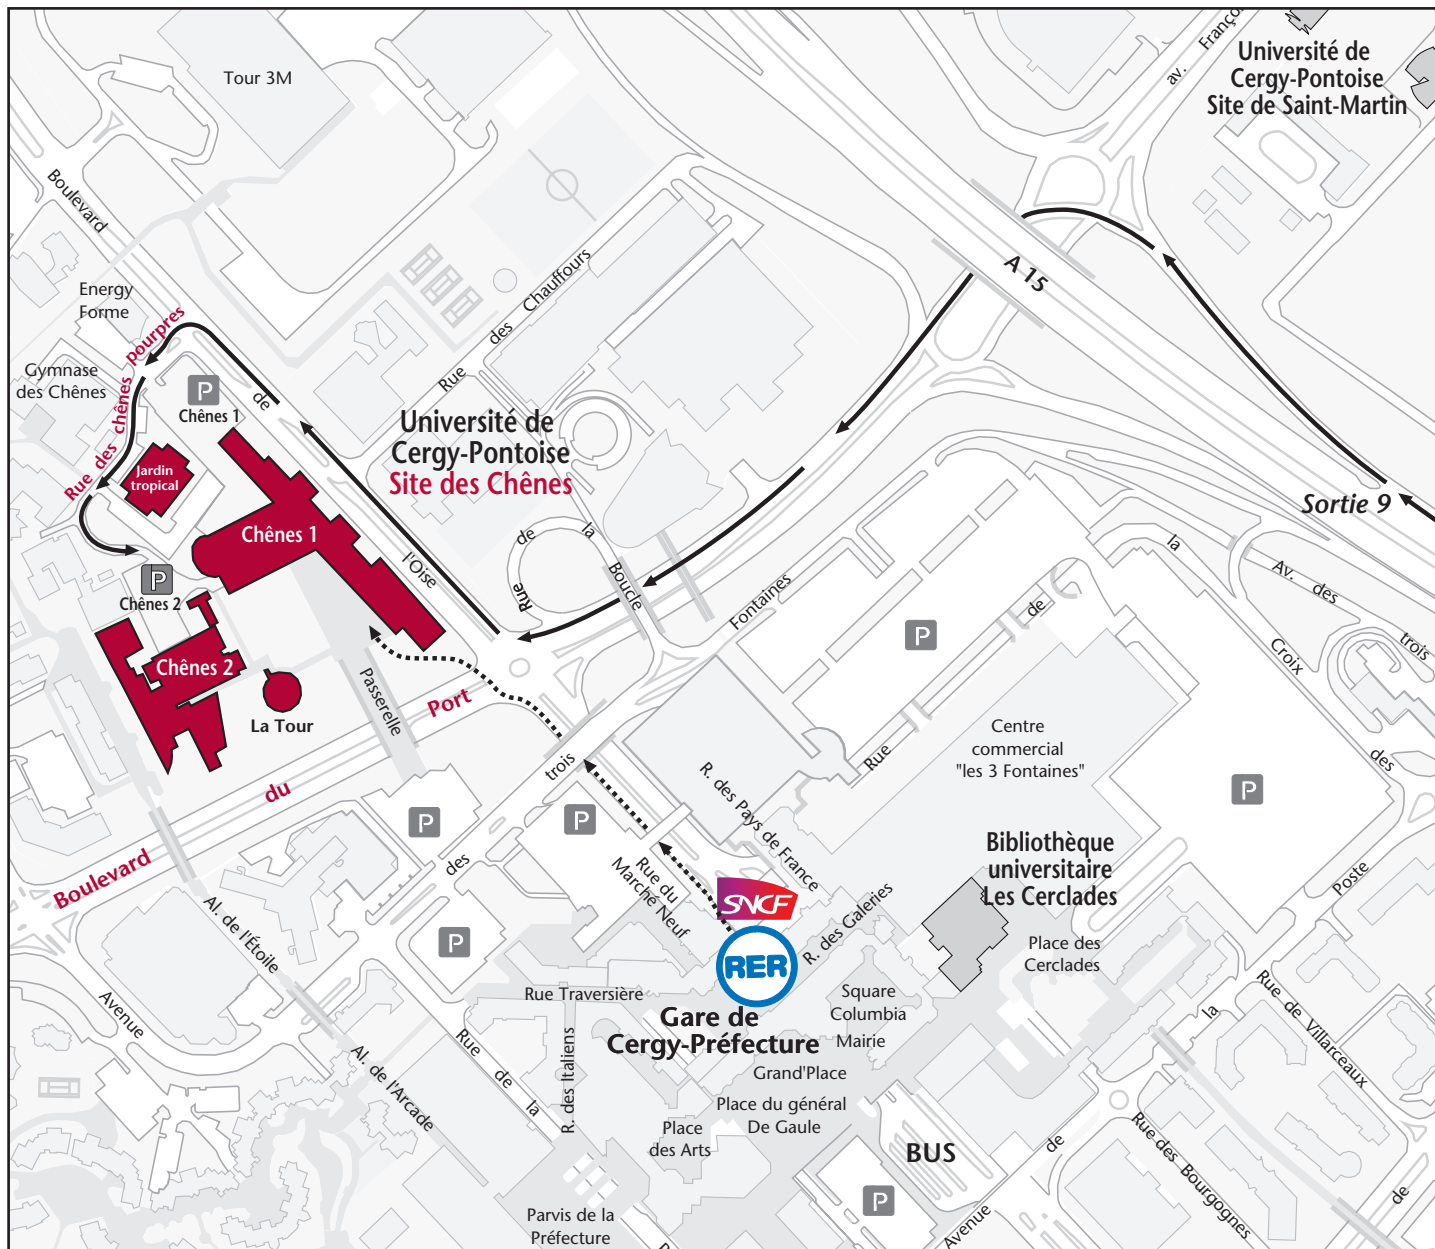 Tour 3M
Université de
Cergy-Pontoise
Site de Saint-Martin
av.
Boulevard
Energy
Forme
Rue des chênes pourpres
Gymnase
des Chênes
P
Chênes 1
de
Rue
des
Chauffours
A 15
Université de
Cergy-Pontoise
Site des Chênes
Jardin
tropical
Chênes 1
l'Oise
Sortie 9
P
Chênes 2
Chênes 2
La Tour
Rue
de
la
Boucle
Fontaines
Passerelle
P
Rue
de
la
Croix
des
Av. des
trois
Boulevard
du
Port
trois
des
Centre
commercial
"les 3 Fontaines"
P
P
P
R. des Pays de France
Rue du
Marché Neuf
SNCF
RER
Gare de
Cergy-Préfecture
R. des Galeries
Bibliothèque
universitaire
Les Cerclades
Place des
Cerclades
Poste
la
P
Al. de l'Étoile
Avenue
Al. de l'Arcade
Rue Traversière
R. des Italiens
Rue
de
la
Square
Columbia
Mairie
Grand'Place
Place du général
De Gaule
Place
des Arts
BUS
P
Parvis de la
Préfecture
Avenue
de
Rue de Villarceaux
Rue des Bourgognes
de